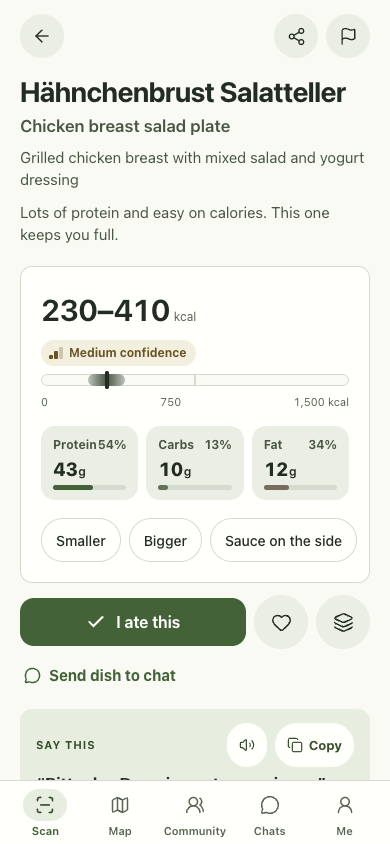 Hähnchenbrust Salatteller
Chicken breast salad plate
Grilled chicken breast with mixed salad and yogurt
dressing
Lots of protein and easy on calories. This one
keeps you full.
230–410 kcal
Medium confidence
0 750 1,500 kcal
Protein 54% Carbs 13% Fat 34%
43g 10g 12g
Smaller Bigger Sauce on the side
I ate this
Send dish to chat
SAY THIS Copy
Scan Map Community Chats Me